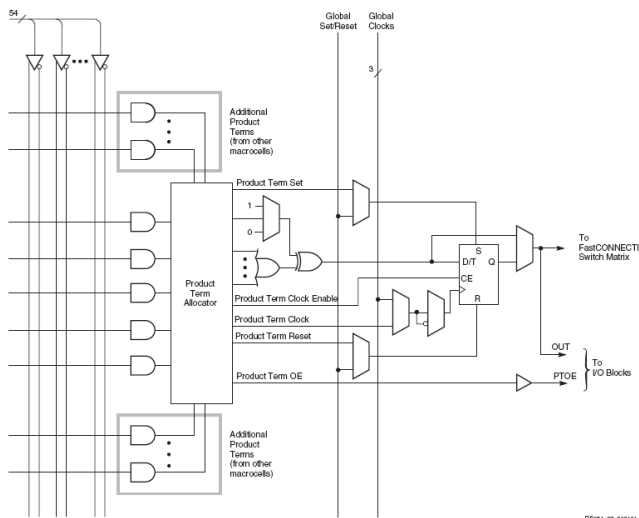 54
Global
Set/Reset
Global
Clocks
3
Additional
Product
Terms
(from other
macrocells)
Product Term Set
1
0
Product
Term
Allocator
S
D/T
Q
CE
R
To
FastCONNECT
Switch Matrix
Product Term Clock Enable
Product Term Clock
Product Term Reset
OUT
Product Term OE
PTOE
To
I/O Blocks
Additional
Product
Terms
(from other
macrocells)